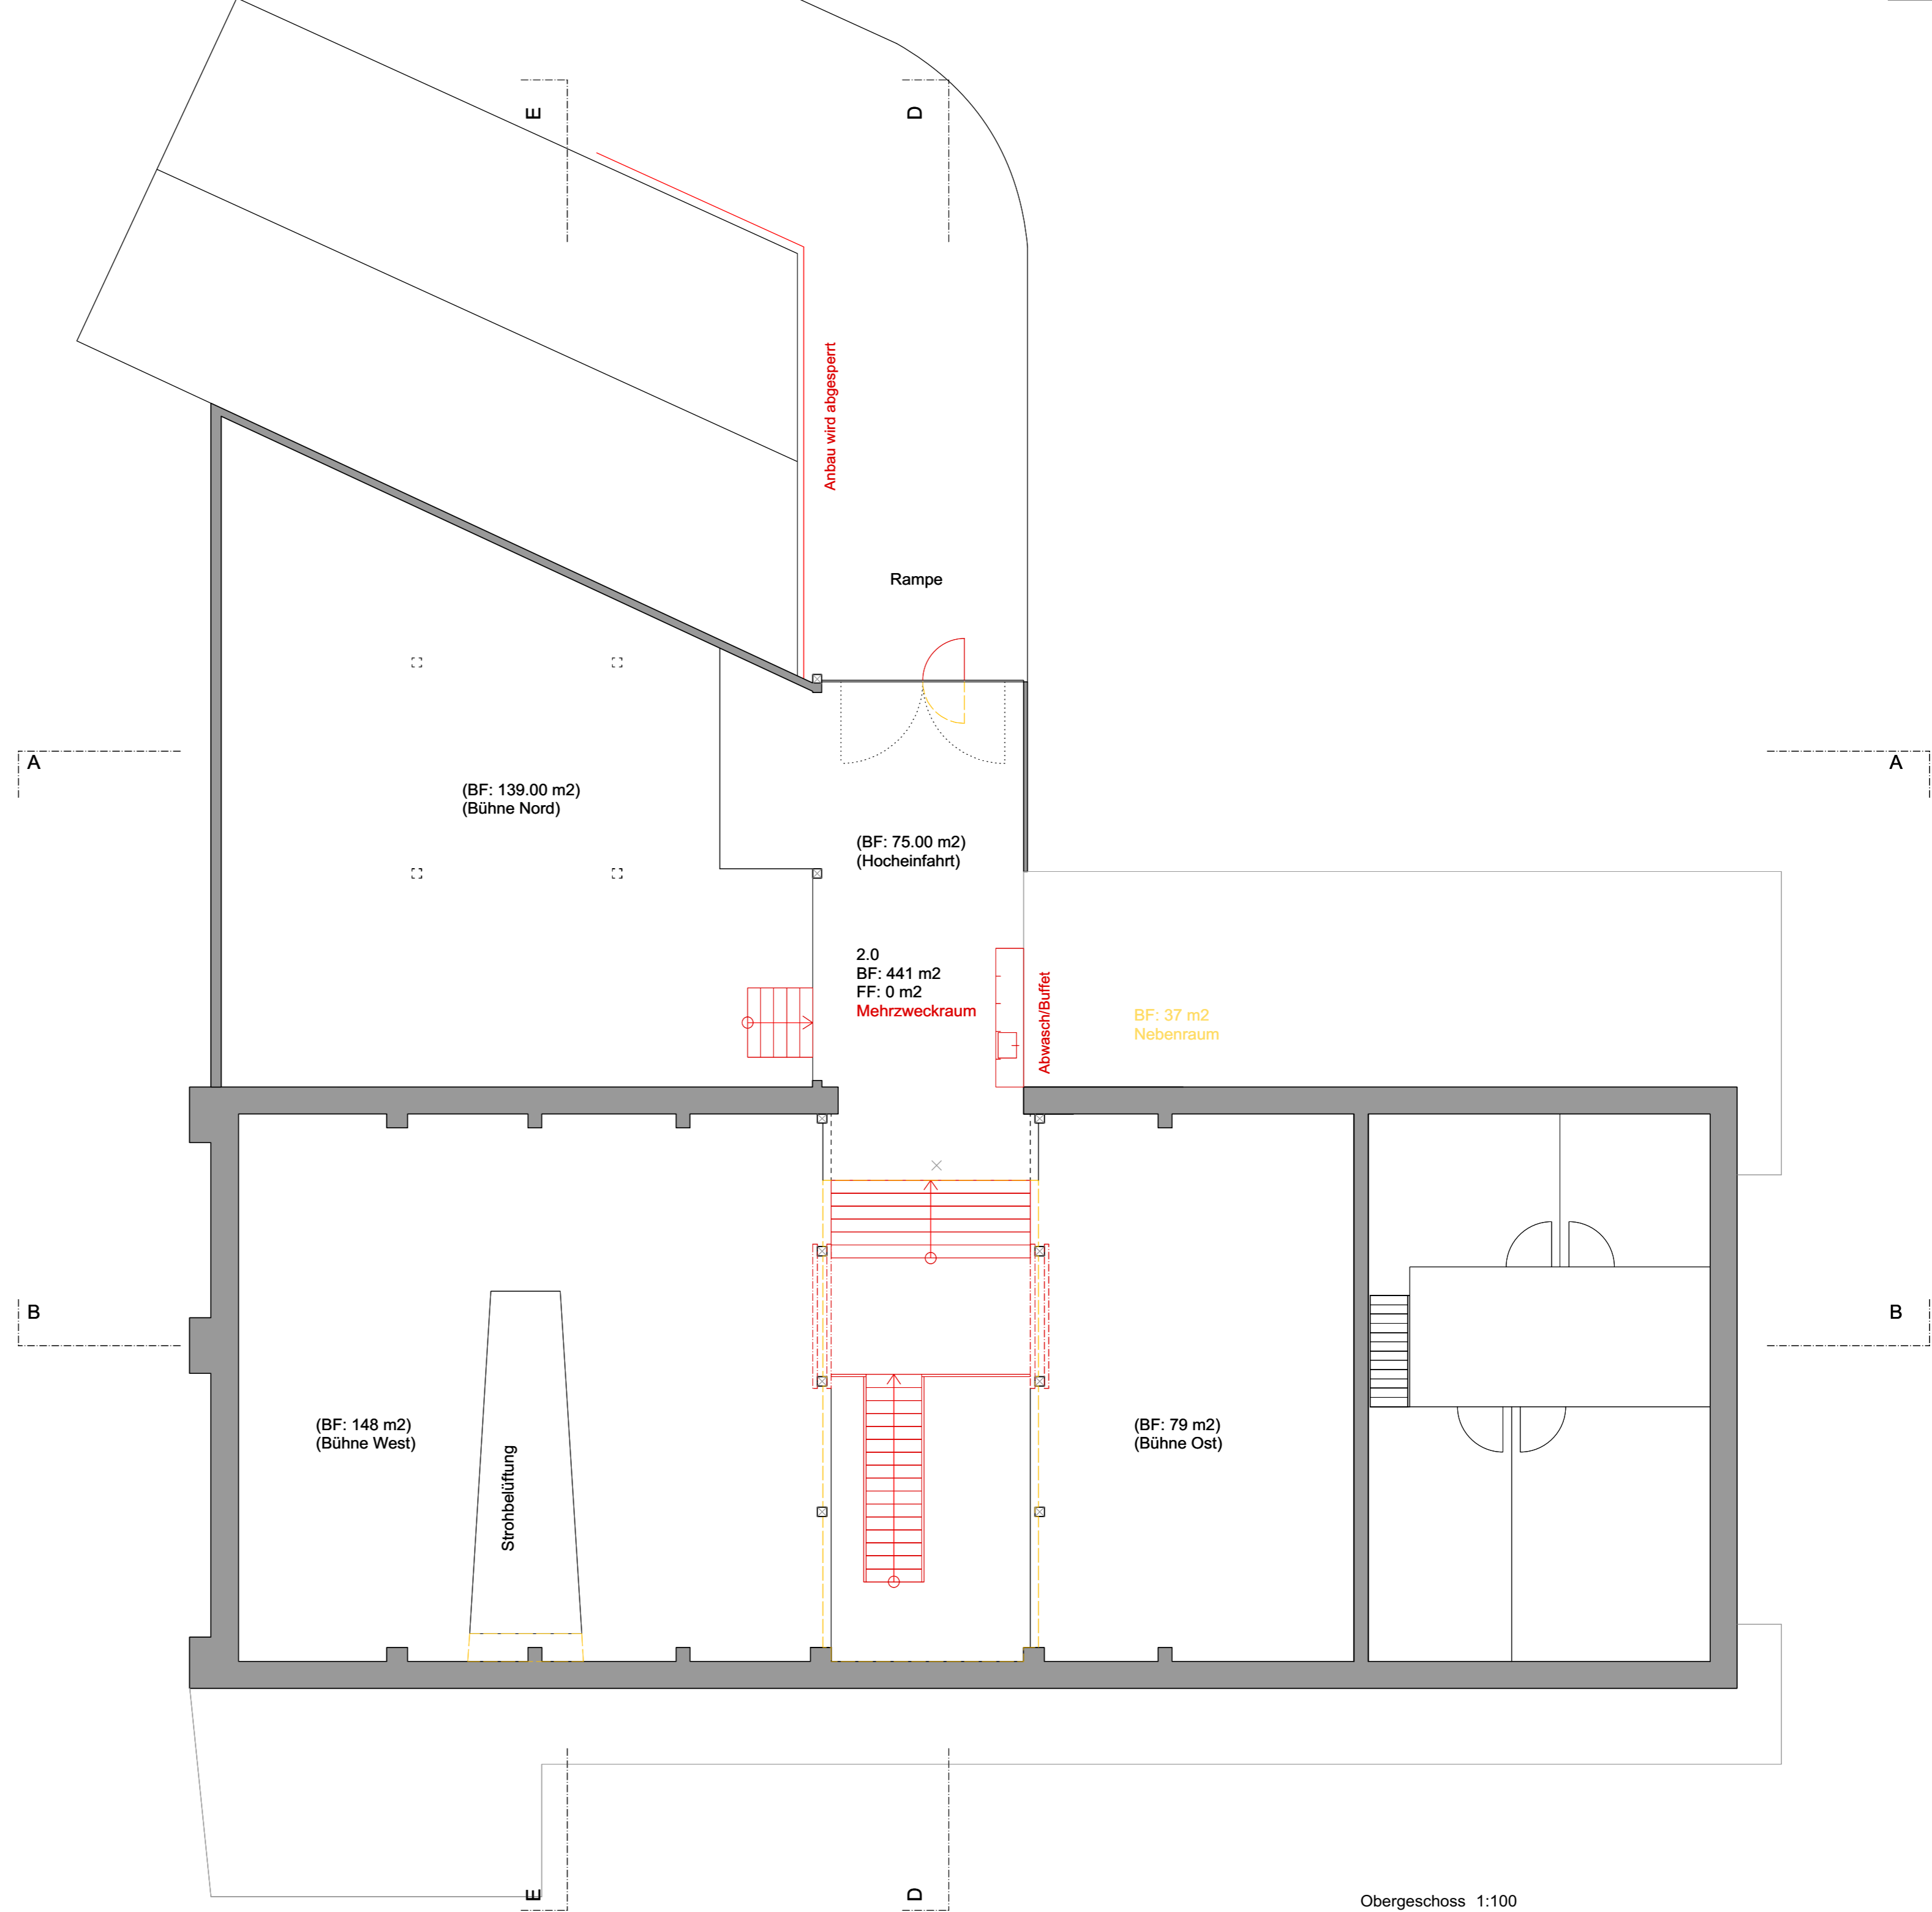 E
D
Anbau wird abgesperrt
Rampe
A
A
(BF: 139.00 m2)
(Bühne Nord)
(BF: 75.00 m2)
(Hocheinfahrt)
2.0
BF: 441 m2
FF: 0 m2
Mehrzweckraum
Abwasch/Buffet
BF: 37 m2
Nebenraum
B
B
(BF: 148 m2)
(Bühne West)
Strohbelüftung
(BF: 79 m2)
(Bühne Ost)
E
D
Obergeschoss 1:100